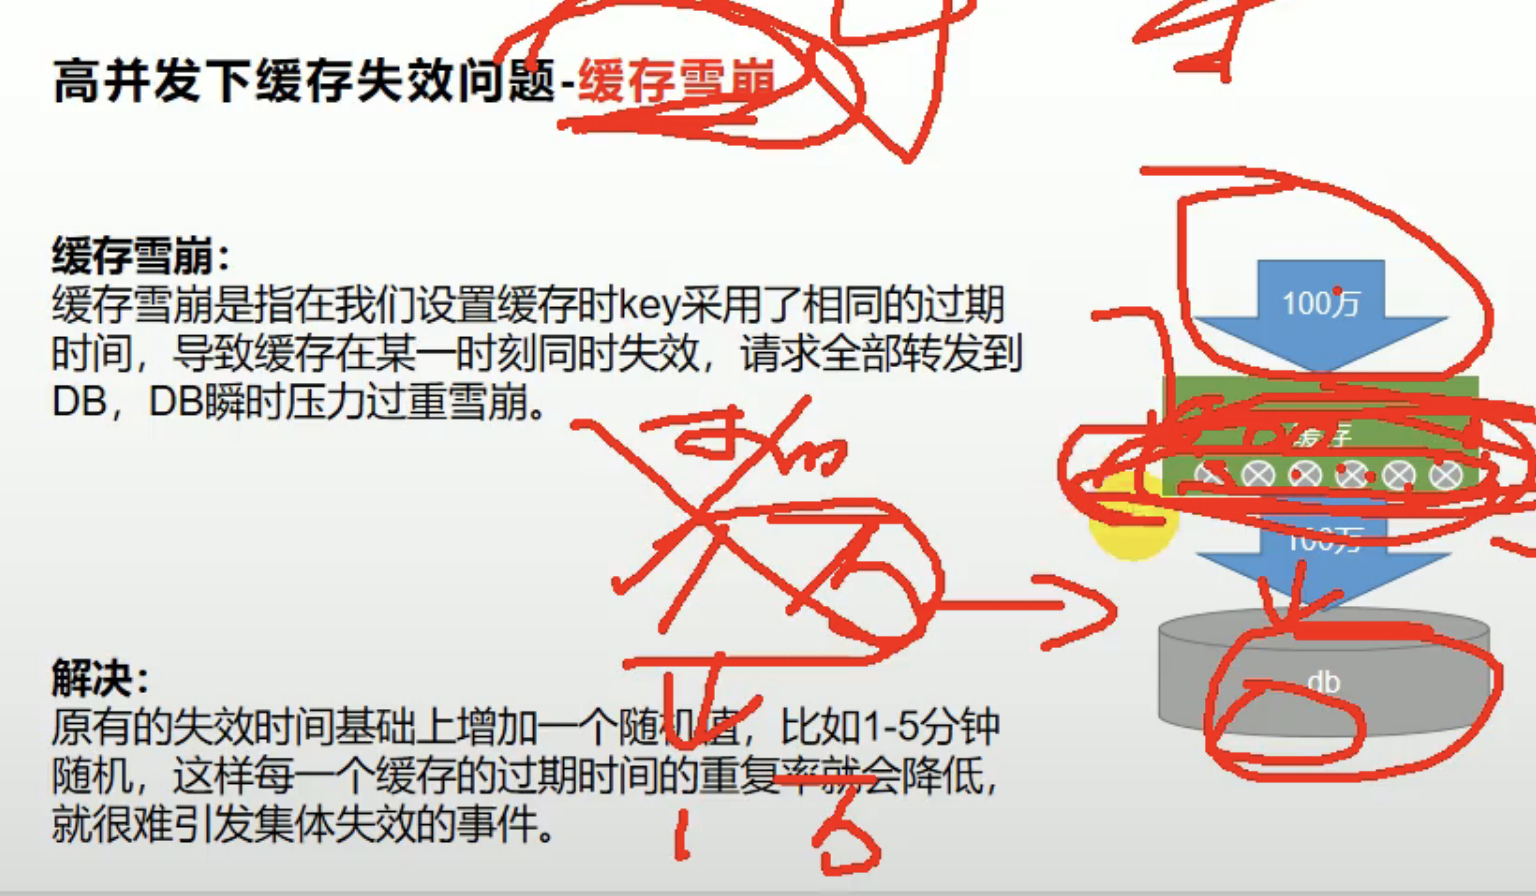 高并发下缓存失效问题-缓存雪崩
缓存雪崩：
缓存雪崩是指在我们设置缓存时key采用了相同的过期
时间，导致缓存在某一时刻同时失效，请求全部转发到
DB，DB瞬时压力过重雪崩。
100万
缓存
100万
db
解决：
原有的失效时间基础上增加一个随机值，比如1-5分钟
随机，这样每一个缓存的过期时间的重复率就会降低，
就很难引发集体失效的事件。